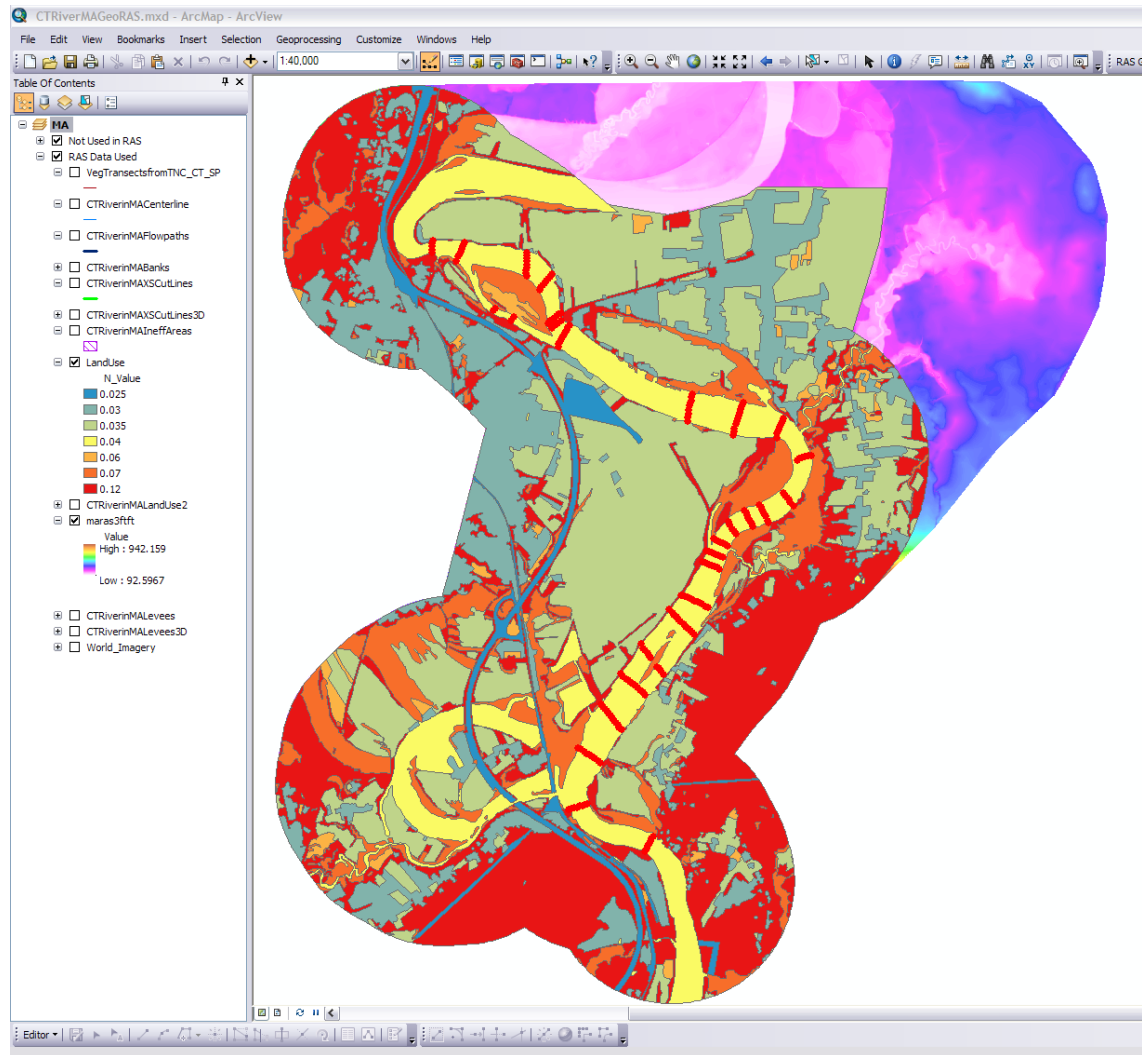 CTRiverMAGeoRAS.mxd - ArcMap - ArcView
File Edit View Bookmarks Insert Selection Geoprocessing Customize Windows Help
1:40,000
RAS G
Table Of Contents
MA
Not Used in RAS
RAS Data Used
VegTransectsfromTNC_CT_SP
CTRiverinMACenterline
CTRiverinMAFlowpaths
CTRiverinMABanks
CTRiverinMAXSCutLines
CTRiverinMAXSCutLines3D
CTRiverinMAIneffAreas
LandUse
N_Value
0.025
0.03
0.035
0.04
0.06
0.07
0.12
CTRiverinMALandUse2
maras3ftft
Value
High : 942.159
Low : 92.5967
CTRiverinMALevees
CTRiverinMALevees3D
World_Imagery
Editor